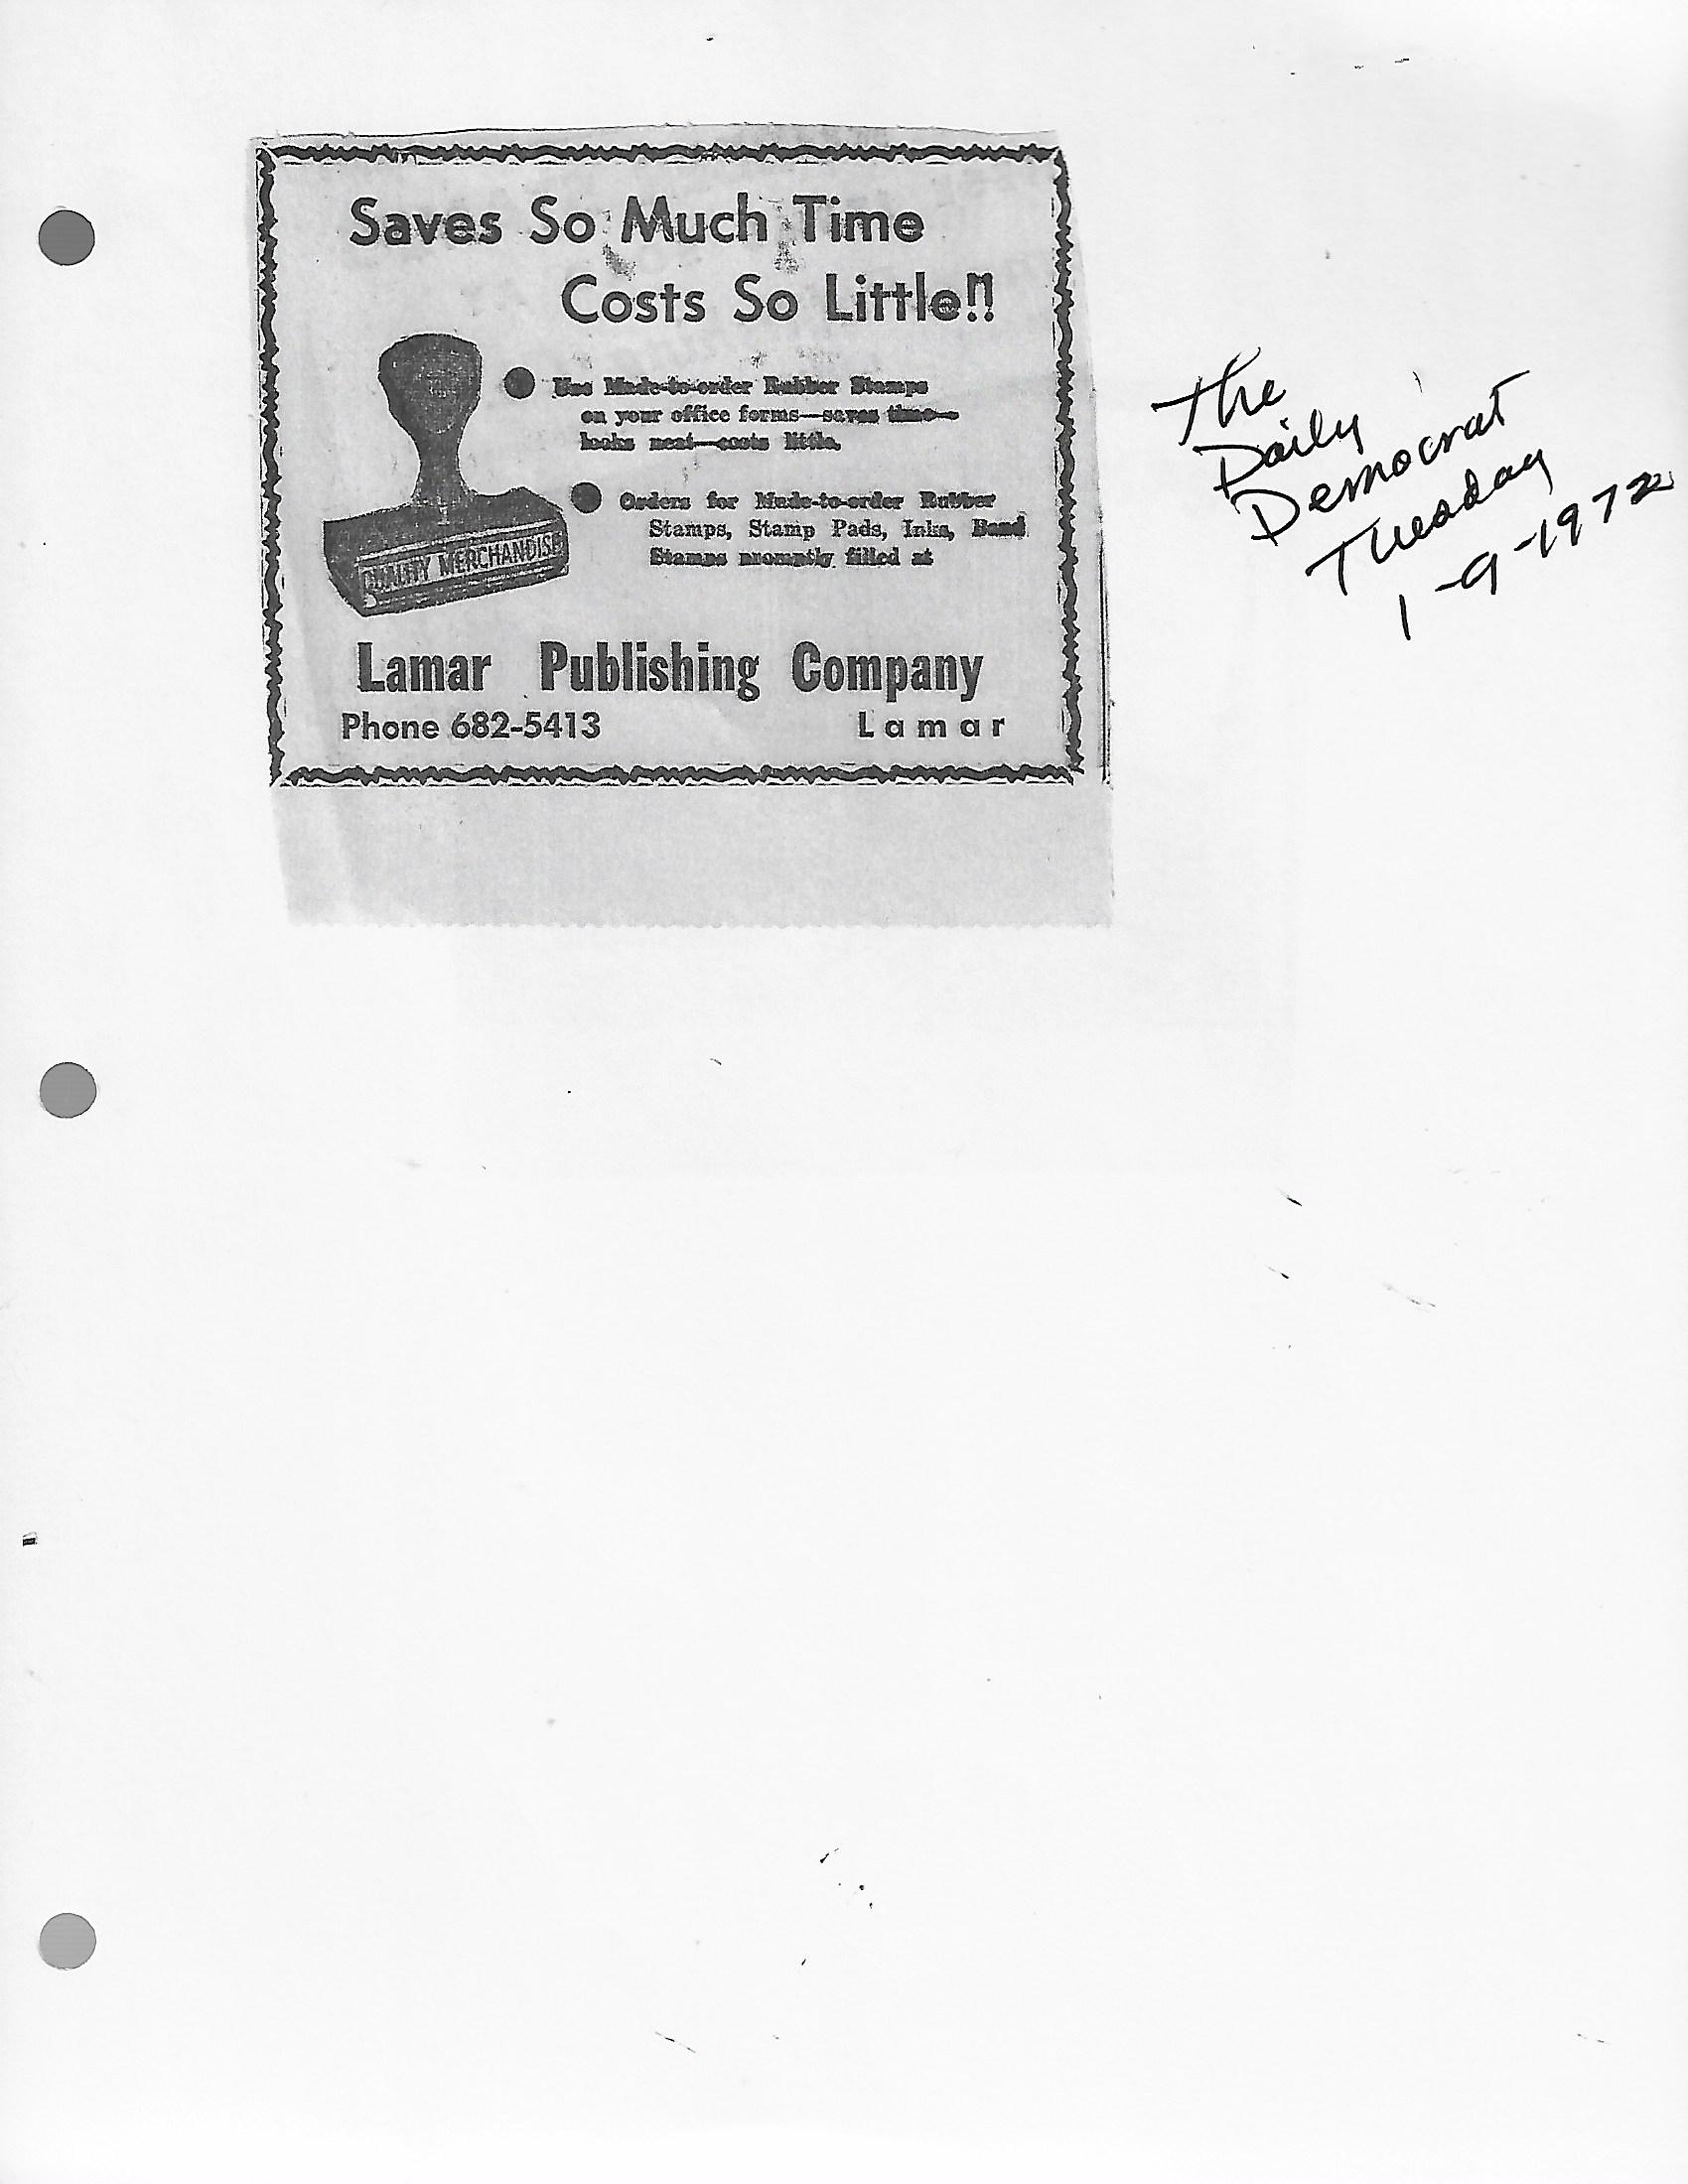 Saves So Much Time
Costs So Little!!
Use Made-to-order Rubber Stamps
on your office forms—saves time—
looks neat—costs little.
Orders for Made-to-order Rubber
Stamps, Stamp Pads, Inks, Band
Stamps promptly filled at
QUALITY MERCHANDISE
Lamar Publishing Company
Phone 682-5413 Lamar
The
Daily
Democrat
Tuesday
1-9-1972